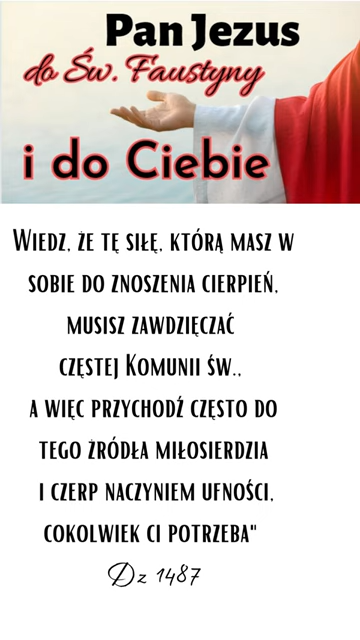 Pan Jezus
do Św. Faustyny
i do Ciebie
Wiedz, że tę siłę, którą masz w
sobie do znoszenia cierpień,
musisz zawdzięczać
częstej Komunii św.,
a więc przychodź często do
tego źródła miłosierdzia
i czerp naczyniem ufności,
cokolwiek ci potrzeba"
Dz 1487